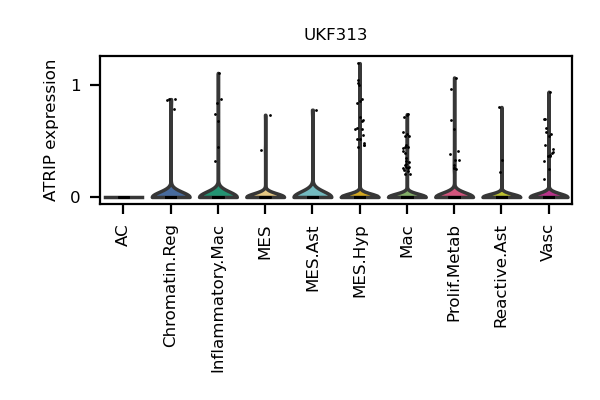 UKF313
ATRIP expression
1
0
AC
Chromatin.Reg
Inflammatory.Mac
MES
MES.Ast
MES.Hyp
Mac
Prolif.Metab
Reactive.Ast
Vasc